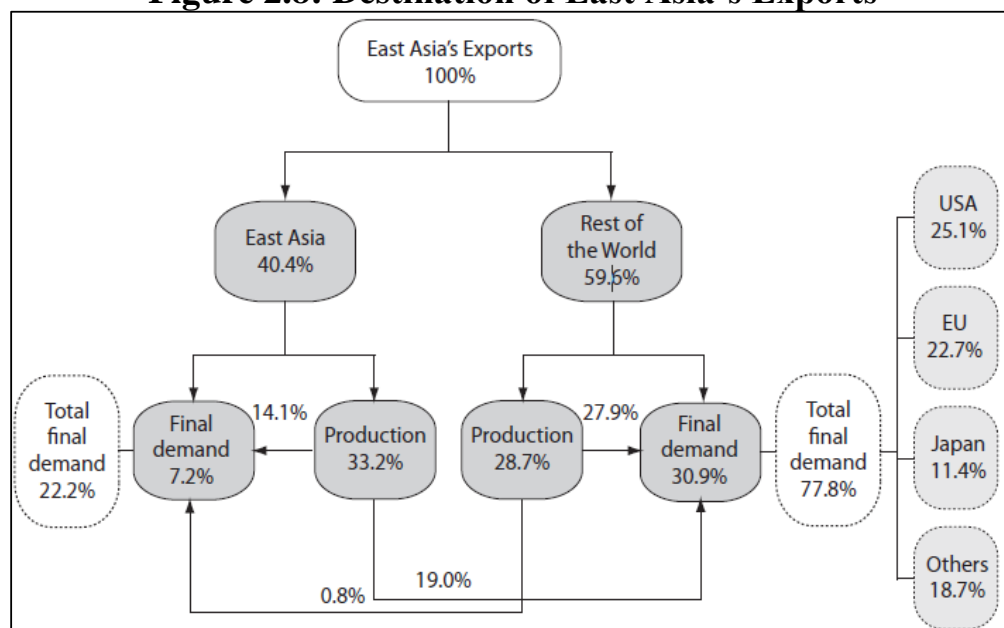 Figure Destination of East Asia's Exports
East Asia's Exports
100%
East Asia
40.4%
Rest of
the World
59.6%
Total
final
demand
22.2%
Final
demand
7.2%
14.1%
Production
33.2%
Production
28.7%
27.9%
Final
demand
30.9%
Total
final
demand
77.8%
0.8%
19.0%
USA
25.1%
EU
22.7%
Japan
11.4%
Others
18.7%